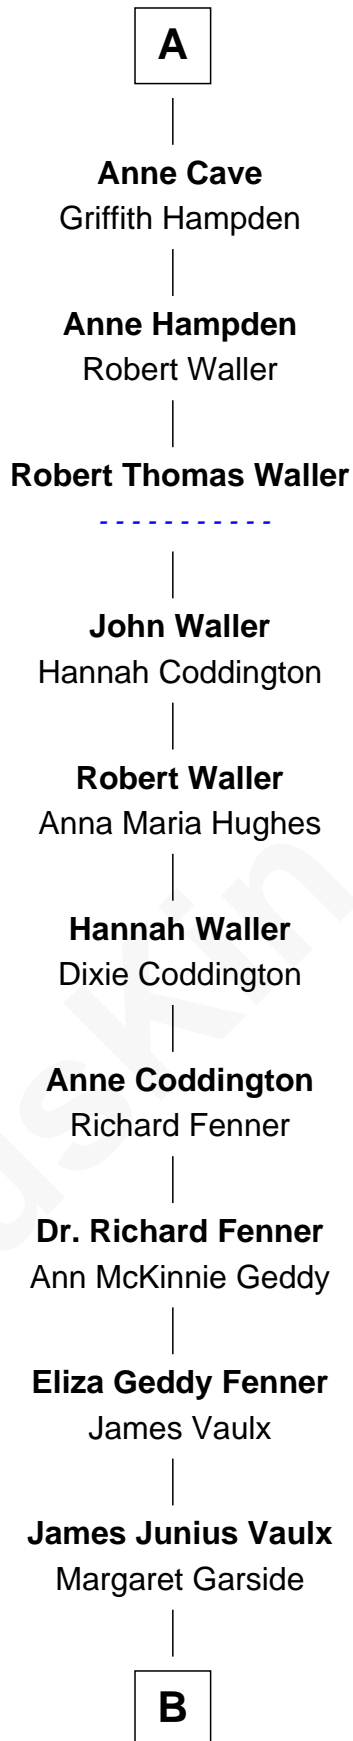 A
Anne Cave
Griffith Hampden
Anne Hampden
Robert Waller
Robert Thomas Waller
- - - - - - - - - - -
John Waller
Hannah Coddington
Robert Waller
Anna Maria Hughes
Hannah Waller
Dixie Coddington
Anne Coddington
Richard Fenner
Dr. Richard Fenner
Ann McKinnie Geddy
Eliza Geddy Fenner
James Vaulx
James Junius Vaulx
Margaret Garside
B